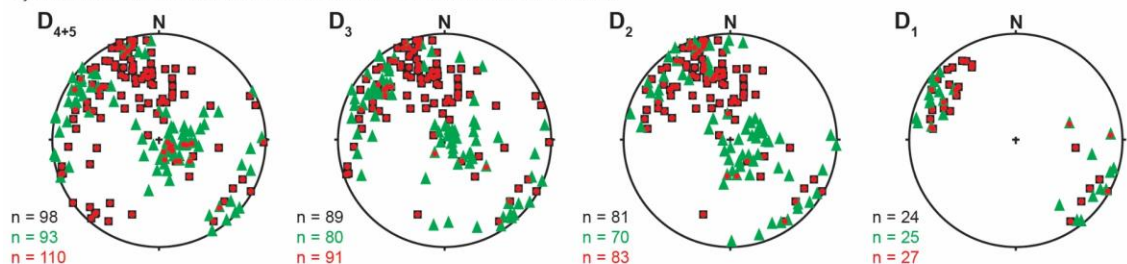 D4+5
N
n = 98
n = 93
n = 110
D3
N
n = 89
n = 80
n = 91
D2
N
n = 81
n = 70
n = 83
D1
N
n = 24
n = 25
n = 27